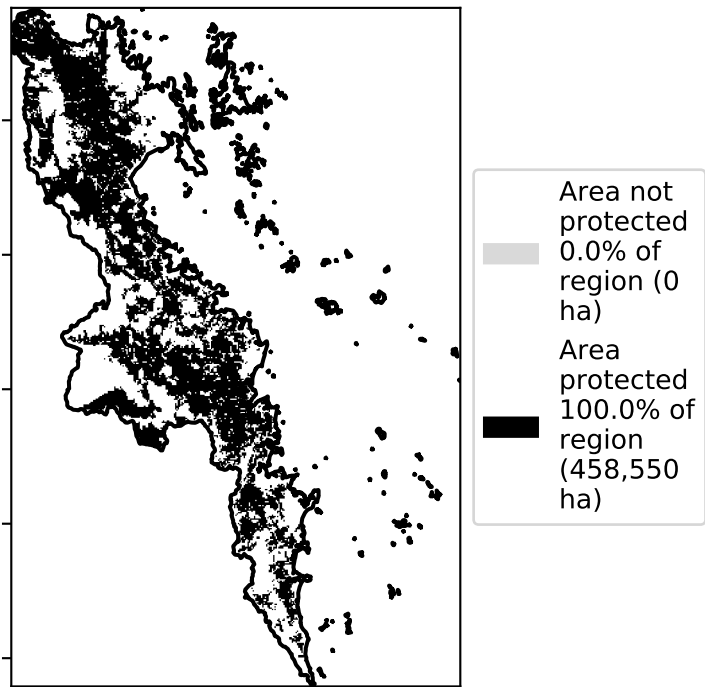 Area not
protected
0.0% of
region (0
ha)
Area
protected
100.0% of
region
(458,550
ha)